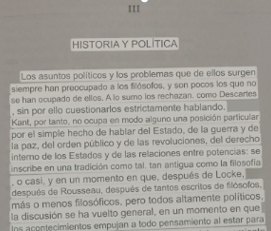 III
HISTORIA Y POLÍTICA
Los asuntos políticos y los problemas que de ellos surgen
siempre han preocupado a los filósofos, y son pocos los que no
se han ocupado de ellos. A lo sumo los rechazan, como Descartes
, sin por ello cuestionarlos estrictamente hablando.
Kant, por tanto, no ocupa en modo alguno una posición particular
por el simple hecho de hablar del Estado, de la guerra y de
la paz, del orden público y de las revoluciones, del derecho
interno de los Estados y de las relaciones entre potencias: se
inscribe en una tradición como tal, tan antigua como la filosofía
, o casi, y en un momento en que, después de Locke,
después de Rousseau, después de tantos escritos de filósofos,
más o menos filosóficos, pero todos altamente políticos,
la discusión se ha vuelto general, en un momento en que
los acontecimientos empujan a todo pensamiento al estar para